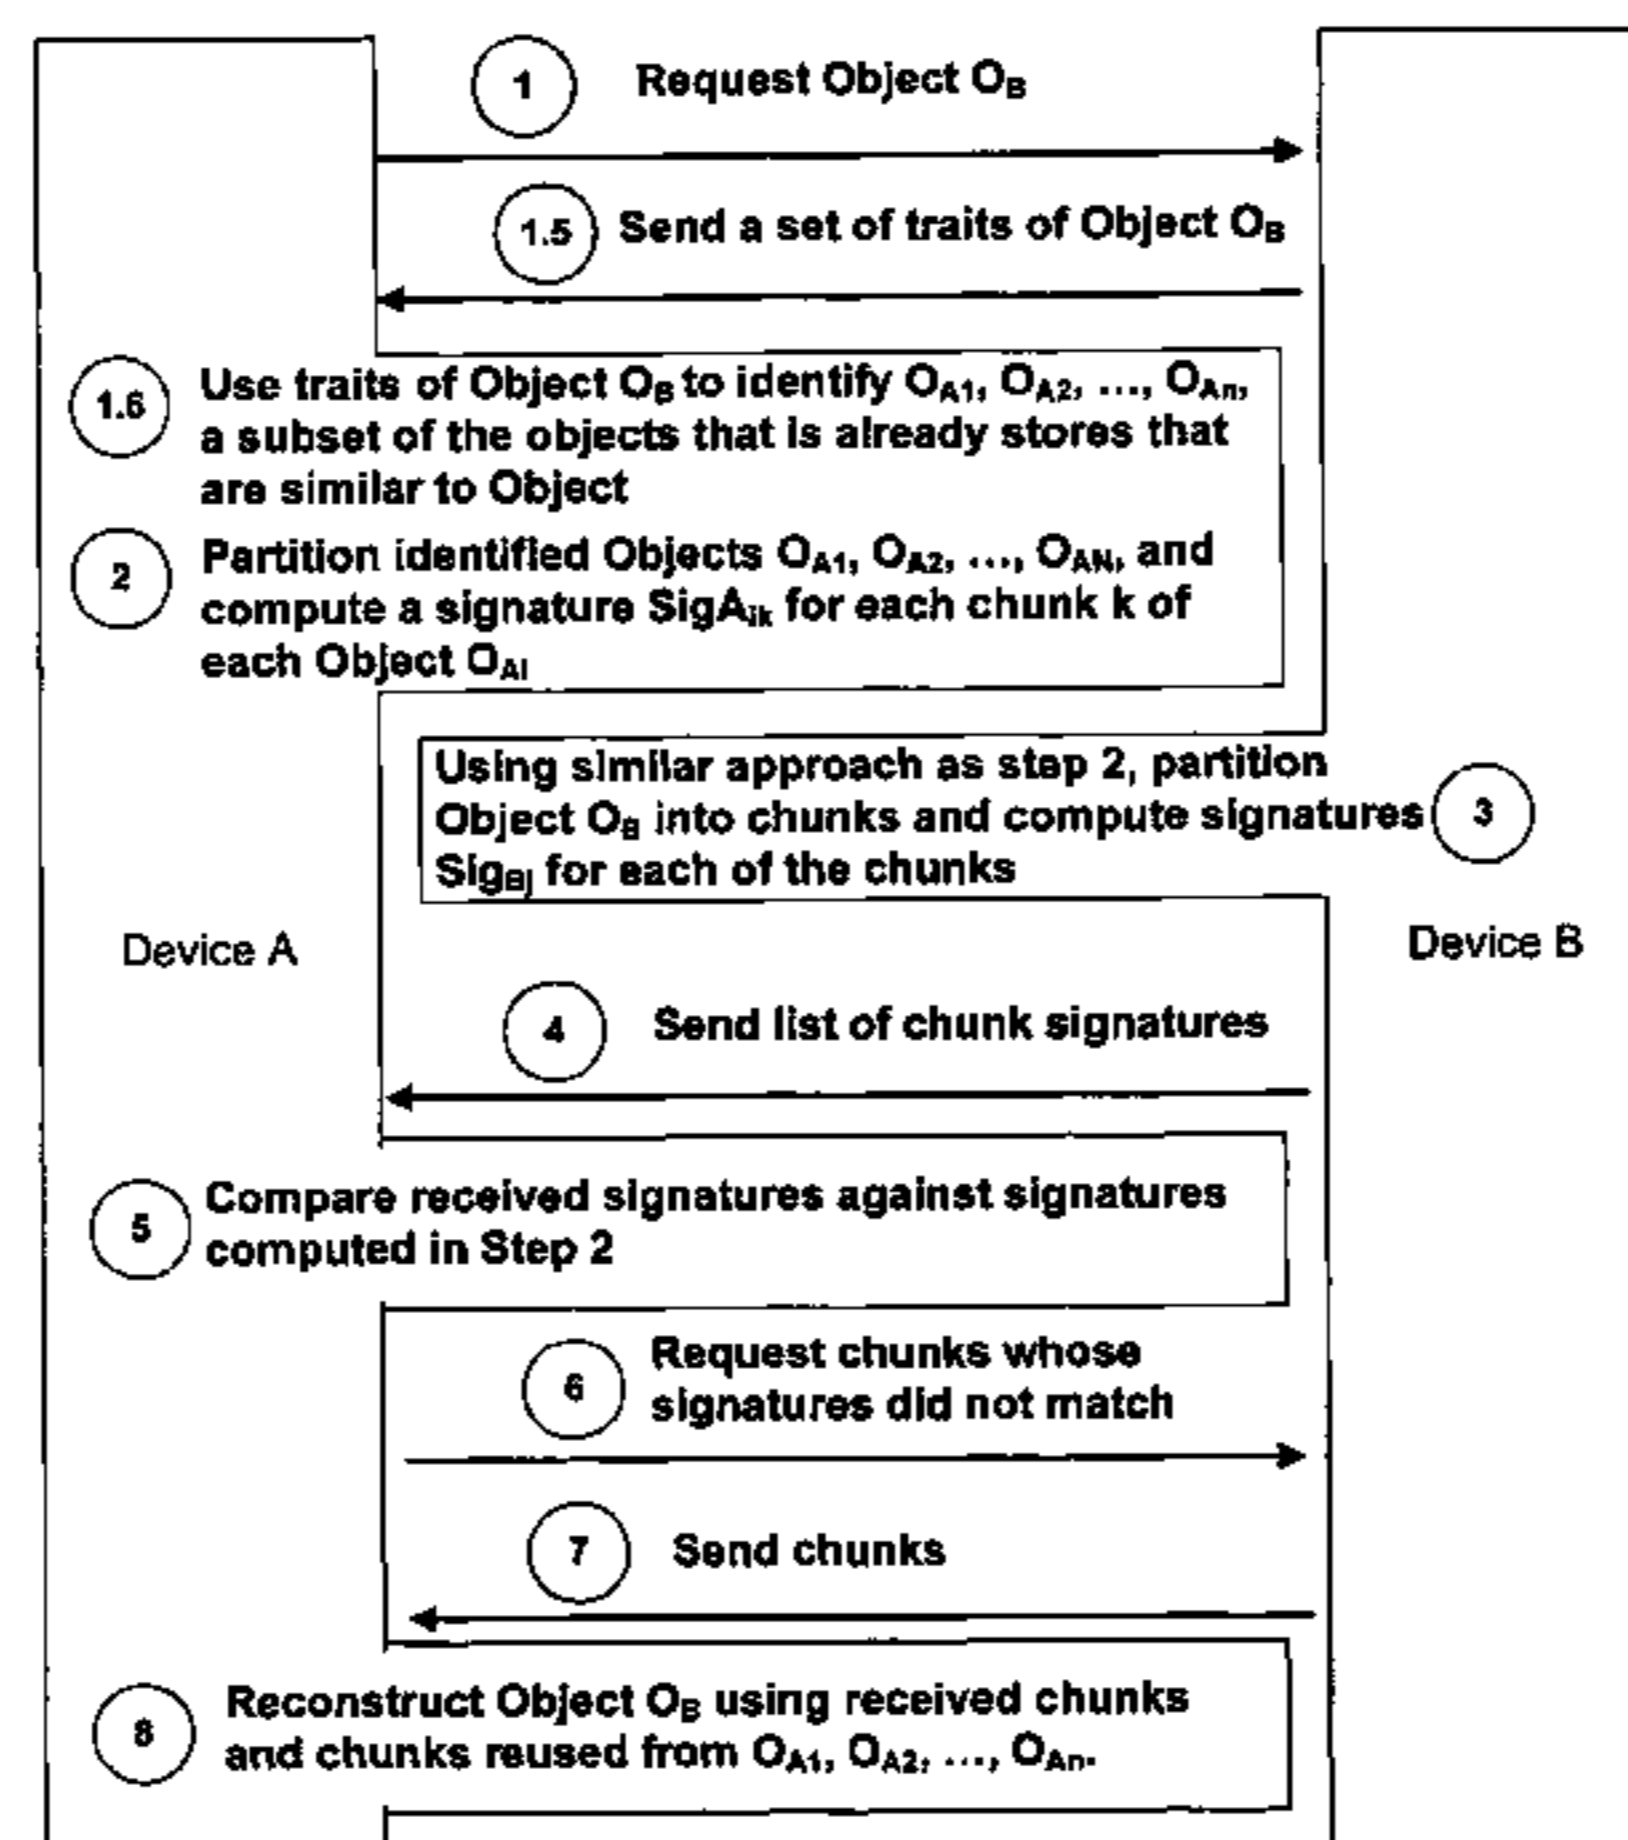 1 Request Object OB
1.5 Send a set of traits of Object OB
1.6 Use traits of Object OB to identify OA1, OA2, ..., OAn,
a subset of the objects that is already stores that
are similar to Object
2 Partition identified Objects OA1, OA2, ..., OAN, and
compute a signature SigAik for each chunk k of
each Object OAi
Using similar approach as step 2, partition
Object OB into chunks and compute signatures 3
SigBj for each of the chunks
Device A
Device B
4 Send list of chunk signatures
5 Compare received signatures against signatures
computed in Step 2
6 Request chunks whose
signatures did not match
7 Send chunks
8 Reconstruct Object OB using received chunks
and chunks reused from OA1, OA2, ..., OAn.